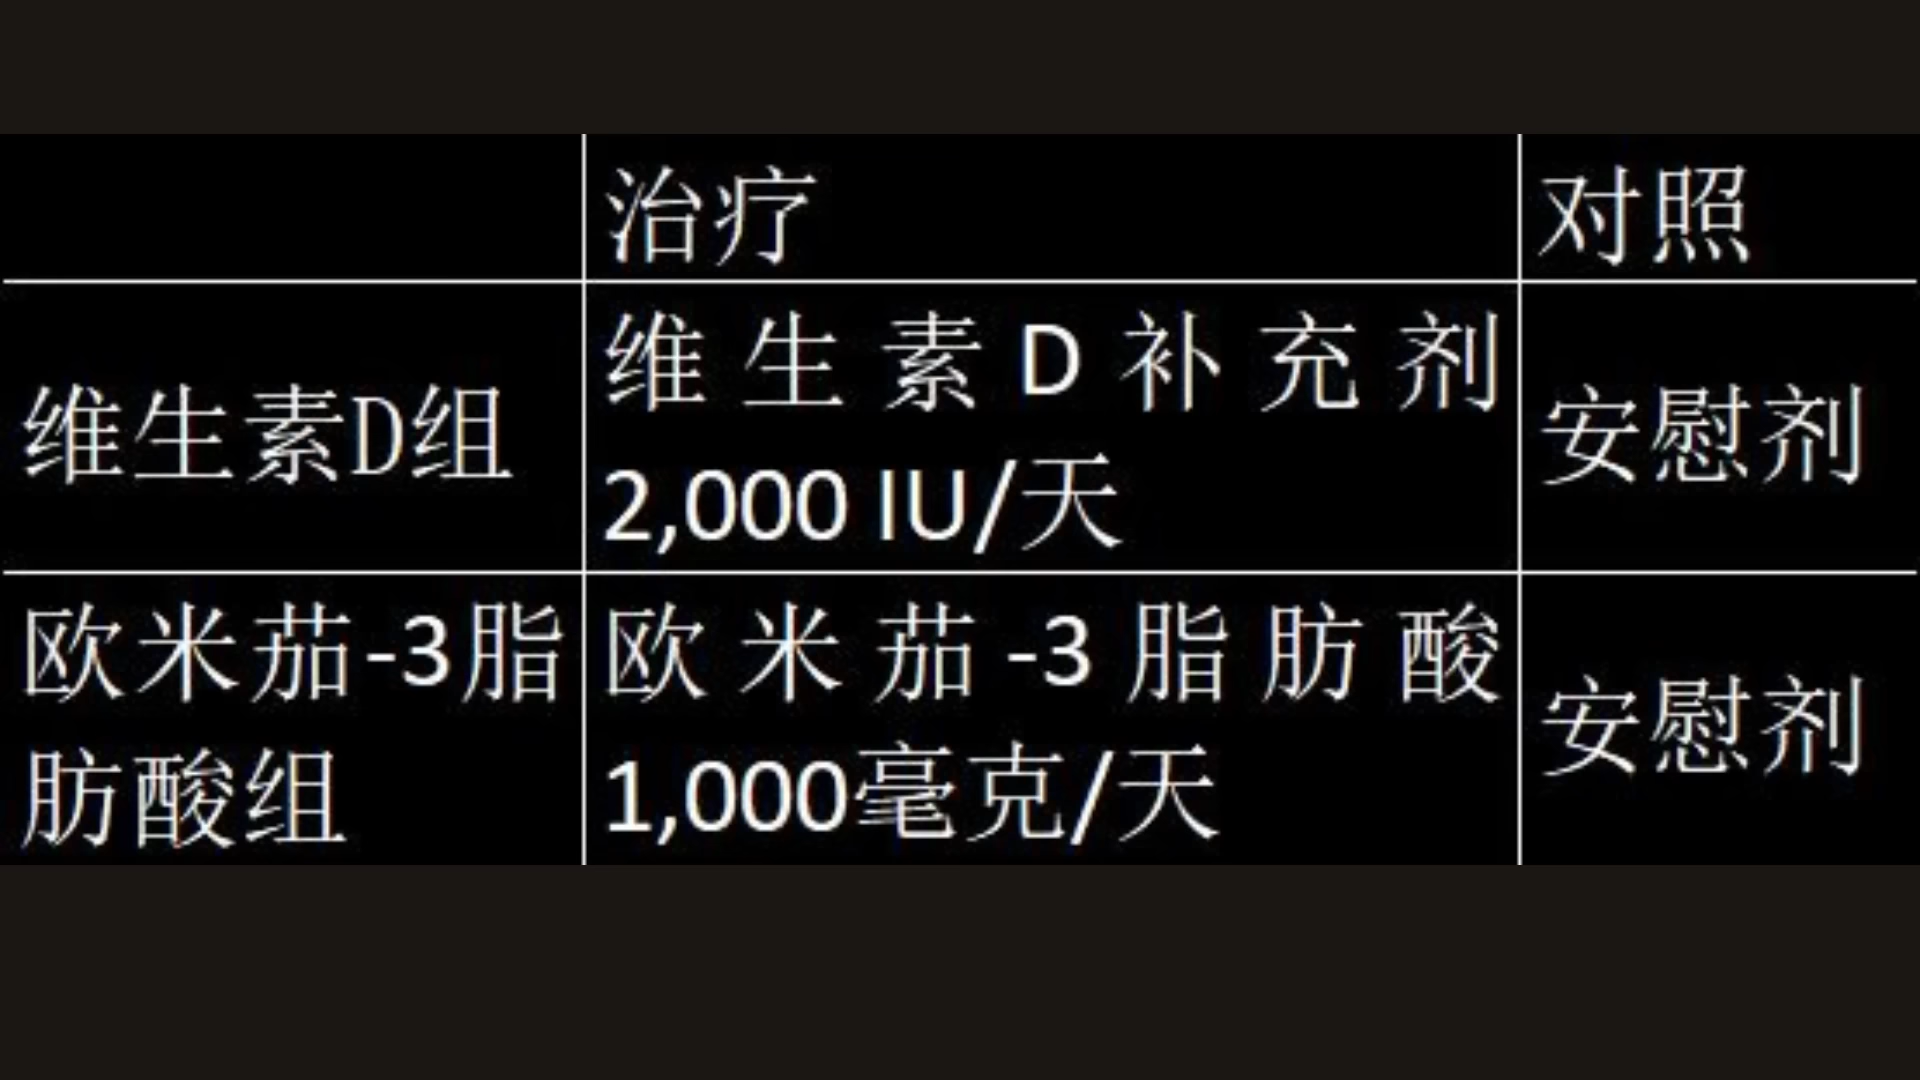 治疗 对照
维生素D组
维生素D补充剂
2,000 IU/天
安慰剂
欧米茄-3脂
肪酸组
欧米茄-3脂肪酸
1,000毫克/天
安慰剂